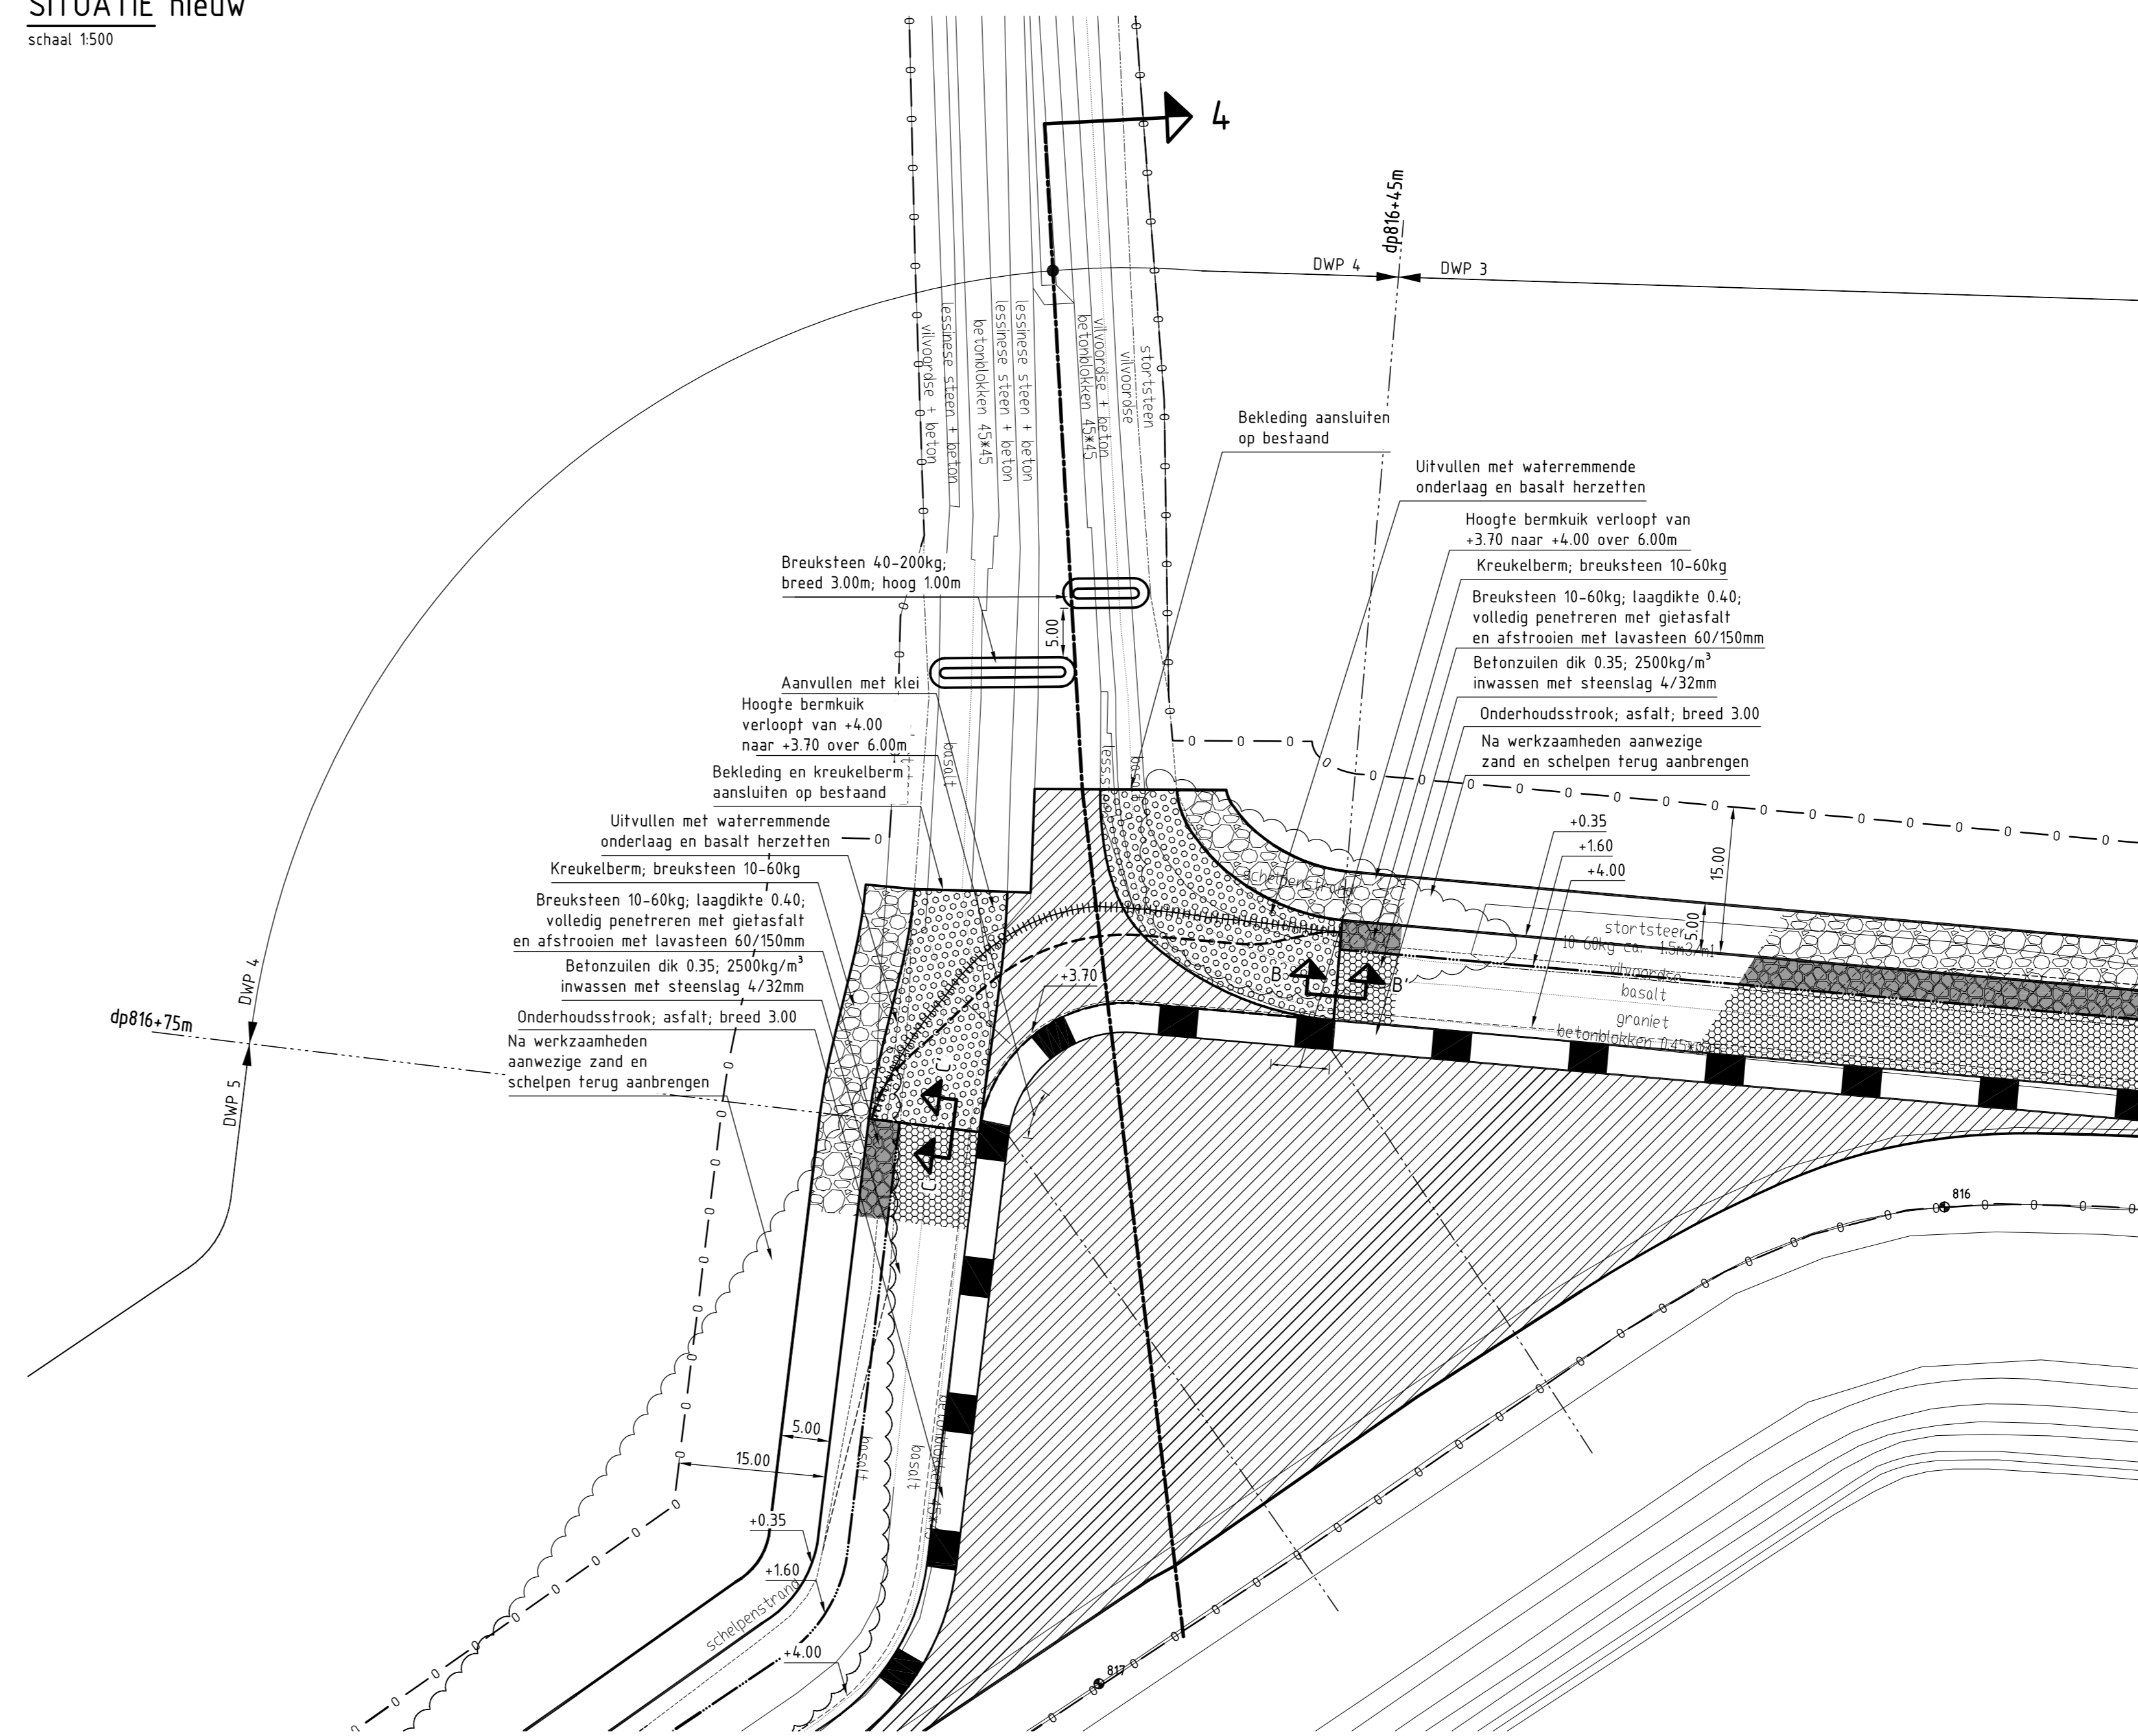 SITUATIE nieuw
schaal 1:500
4
dp816+45m
DWP 4
DWP 3
vilvoordse + beton
lessinese steen + beton
betonblokken 45*45
lessinese steen + beton
lessinese steen + beton
betonblokken 45*45
vilvoordse + beton
vilvoordse
stortsteen
Bekleding aansluiten
op bestaand
Uitvullen met waterremmende
onderlaag en basalt herzetten
Hoogte bermkuik verloopt van
+3.70 naar +4.00 over 6.00m
Kreukelberm; breuksteen 10-60kg
Breuksteen 10-60kg; laagdikte 0.40;
volledig penetreren met gietasfalt
en afstrooien met lavasteen 60/150mm
Betonzuilen dik 0.35; 2500kg/m³
inwassen met steenslag 4/32mm
Onderhoudsstrook; asfalt; breed 3.00
Na werkzaamheden aanwezige
zand en schelpen terug aanbrengen
Breuksteen 40-200kg;
breed 3.00m; hoog 1.00m
5.00
Aanvullen met klei
Hoogte bermkuik
verloopt van +4.00
naar +3.70 over 6.00m
Bekleding en kreukelberm
aansluiten op bestaand
Uitvullen met waterremmende
onderlaag en basalt herzetten
Kreukelberm; breuksteen 10-60kg
Breuksteen 10-60kg; laagdikte 0.40;
volledig penetreren met gietasfalt
en afstrooien met lavasteen 60/150mm
Betonzuilen dik 0.35; 2500kg/m³
inwassen met steenslag 4/32mm
Onderhoudsstrook; asfalt; breed 3.00
Na werkzaamheden
aanwezige zand en
schelpen terug aanbrengen
basalt
+0.35
+1.60
+4.00
15.00
5.00
schelpenstrand
stortsteen
10-60kg ca. 1.5m3/m1
vilvoordse
basalt
graniet
betonblokken
+3.70
B
B'
C'
C
DWP 4
dp816+75m
DWP 5
816
5.00
15.00
basalt
basalt
+0.35
+1.60
schelpenstrand
+4.00
817